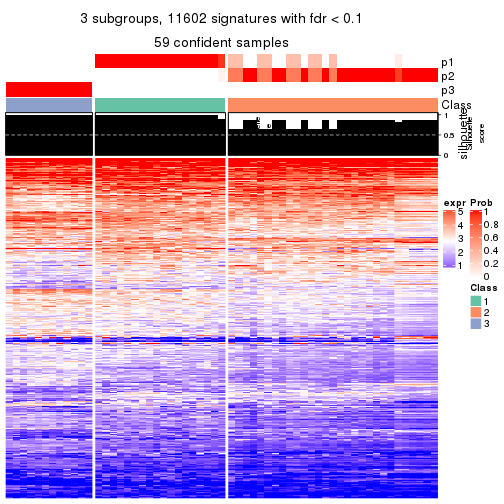 3 subgroups, 11602 signatures with fdr < 0.1
59 confident samples
p1
p2
p3
Class
1
0.5
0
silhouette
silhouette
score
expr
5
4
3
2
1
Prob
1
0.8
0.6
0.4
0.2
0
Class
1
2
3